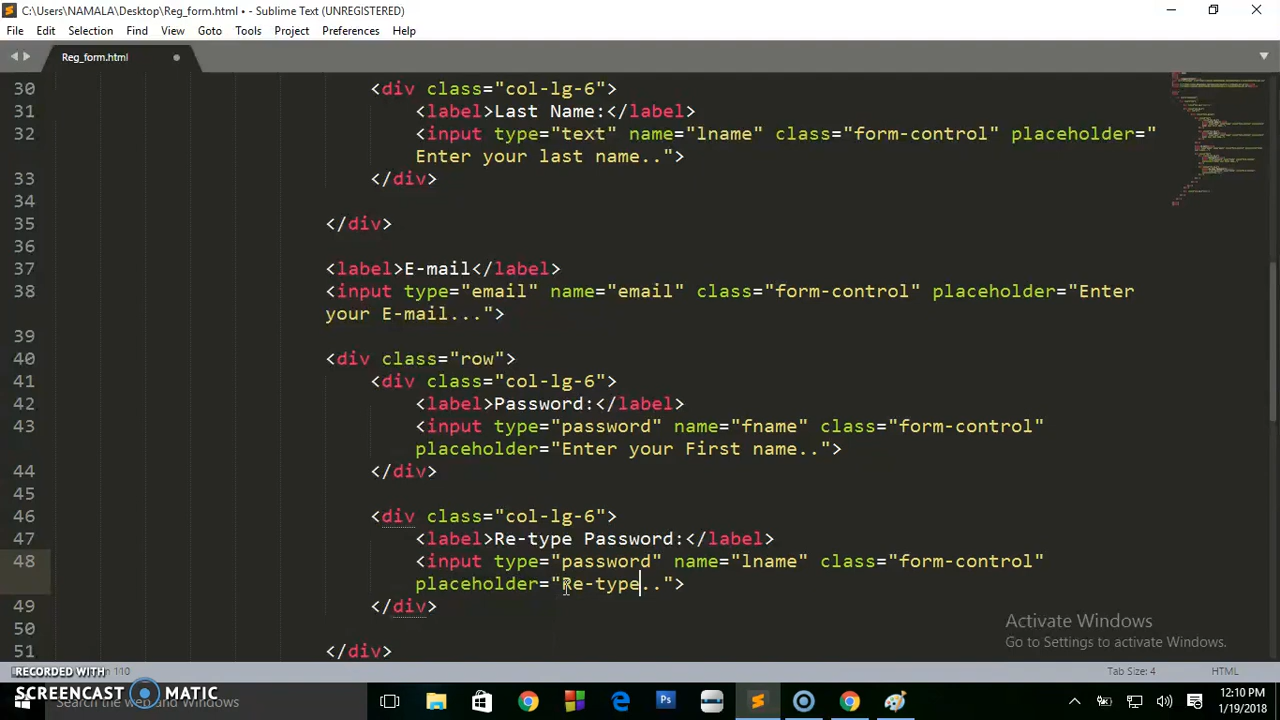 C:\Users\NAMALA\Desktop\Reg_form.html • - Sublime Text (UNREGISTERED)
File Edit Selection Find View Goto Tools Project Preferences Help
Reg_form.html
30 <div class="col-lg-6">
31 <label>Last Name:</label>
32 <input type="text" name="lname" class="form-control" placeholder="
Enter your last name..">
33 </div>
34
35 </div>
36
37 <label>E-mail</label>
38 <input type="email" name="email" class="form-control" placeholder="Enter
your E-mail...">
39
40 <div class="row">
41 <div class="col-lg-6">
42 <label>Password:</label>
43 <input type="password" name="fname" class="form-control"
placeholder="Enter your First name..">
44 </div>
45
46 <div class="col-lg-6">
47 <label>Re-type Password:</label>
48 <input type="password" name="lname" class="form-control"
placeholder="Re-type..">
49 </div>
50
51 </div>
Activate Windows
Go to Settings to activate Windows.
RECORDED WITH
Tab Size: 4 HTML
SCREENCAST MATIC
Search the web and Windows
12:10 PM
1/19/2018